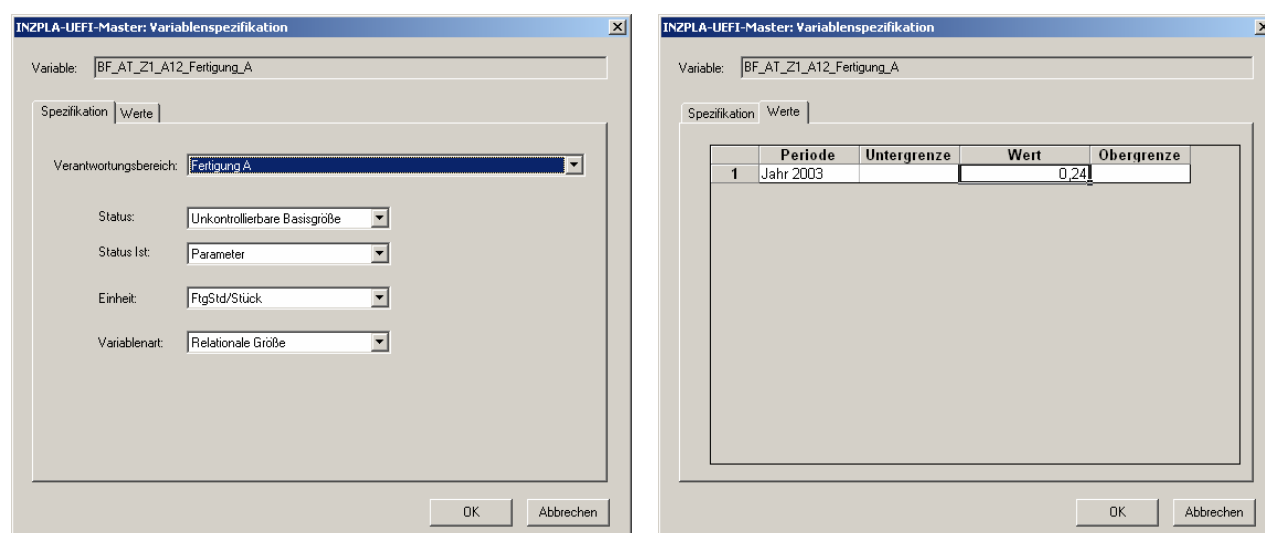 INZPLA-UEFI-Master: Variablenspezifikation
Variable: BF_AT_Z1_A12_Fertigung_A
Spezifikation Werte
Verantwortungsbereich: Fertigung A
Status: Unkontrollierbare Basisgröße
Status Ist: Parameter
Einheit: FtgStd/Stück
Variablenart: Relationale Größe
OK Abbrechen
INZPLA-UEFI-Master: Variablenspezifikation
Variable: BF_AT_Z1_A12_Fertigung_A
Spezifikation Werte
Periode Untergrenze Wert Obergrenze
1 Jahr 2003 0,24
OK Abbrechen